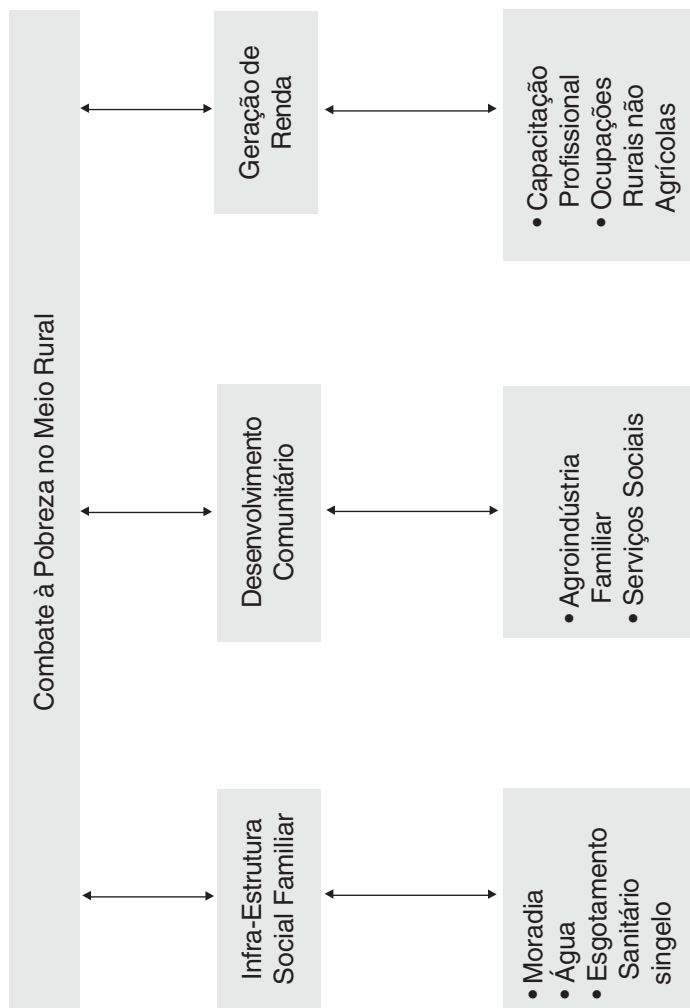 Combate à Pobreza no Meio Rural
Infra-Estrutura
Social Familiar
Desenvolvimento
Comunitário
Geração de
Renda
• Moradia
• Água
• Esgotamento
Sanitário
singelo
• Agroindústria
Familiar
• Serviços Sociais
• Capacitação
Profissional
• Ocupações
Rurais não
Agrícolas